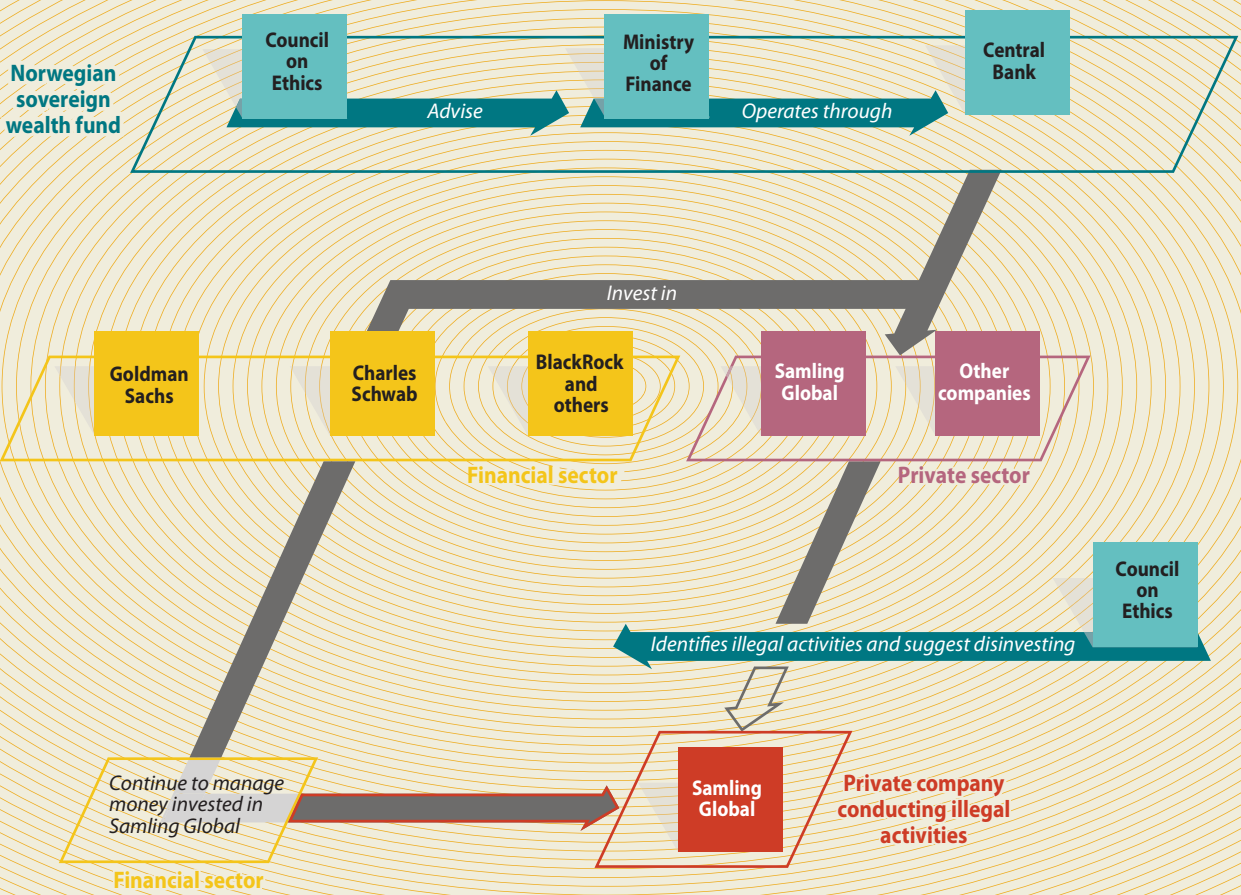 Norwegian
sovereign
wealth fund
Council
on
Ethics
Advise
Ministry
of
Finance
Operates through
Central
Bank
Invest in
Goldman
Sachs
Charles
Schwab
BlackRock
and
others
Financial sector
Samling
Global
Other
companies
Private sector
Council
on
Ethics
Identifies illegal activities and suggest disinvesting
Continue to manage
money invested in
Samling Global
Financial sector
Samling
Global
Private company
conducting illegal
activities